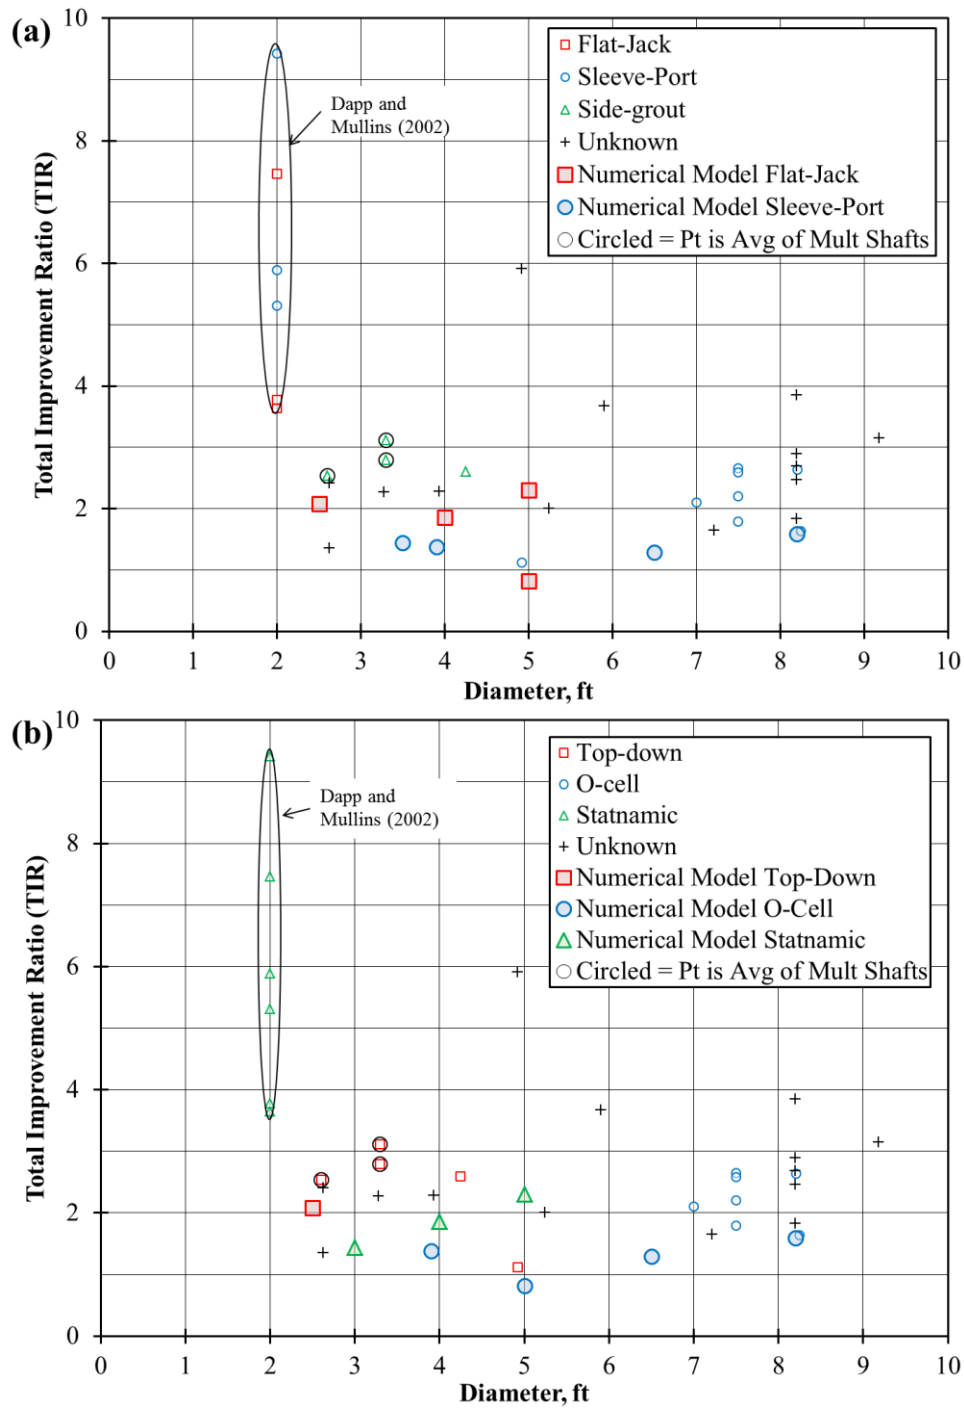 (a)
10
8
6
4
2
0
Total Improvement Ratio (TIR)
Flat-Jack
Sleeve-Port
Side-grout
Unknown
Numerical Model Flat-Jack
Numerical Model Sleeve-Port
Circled = Pt is Avg of Mult Shafts
Dapp and
Mullins (2002)
0 1 2 3 4 5 6 7 8 9 10
Diameter, ft
(b)
10
8
6
4
2
0
Total Improvement Ratio (TIR)
Top-down
O-cell
Statnamic
Unknown
Numerical Model Top-Down
Numerical Model O-Cell
Numerical Model Statnamic
Circled = Pt is Avg of Mult Shafts
Dapp and
Mullins (2002)
0 1 2 3 4 5 6 7 8 9 10
Diameter, ft